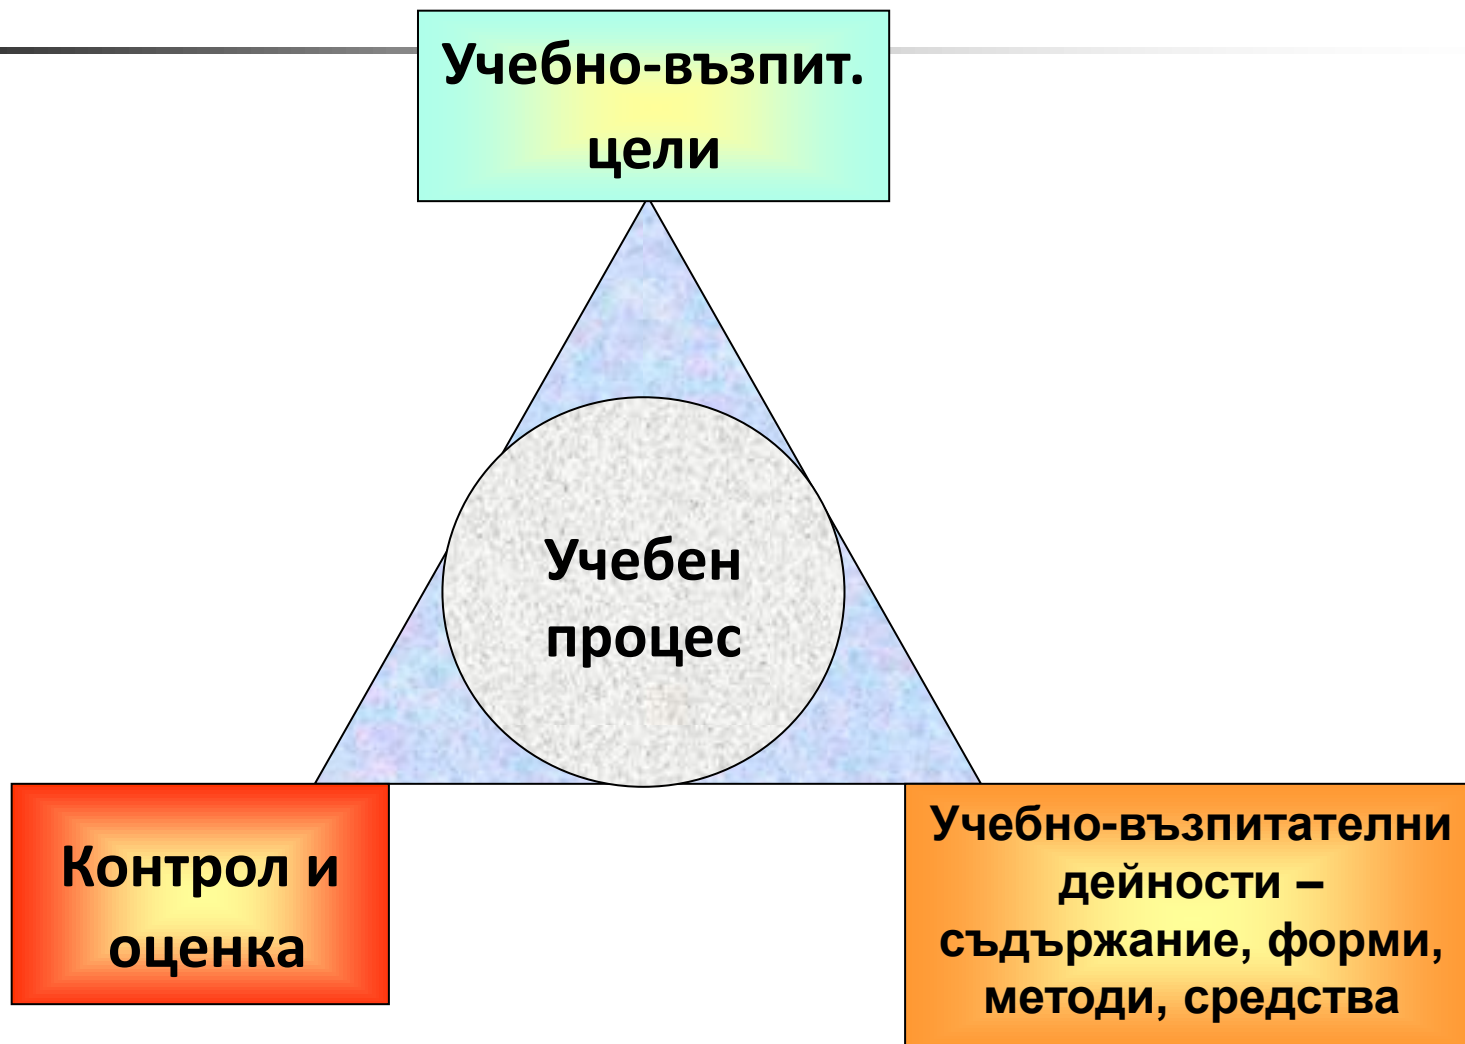 Учебно-възпит.
цели
Учебен
процес
Контрол и
оценка
Учебно-възпитателни
дейности –
съдържание, форми,
методи, средства